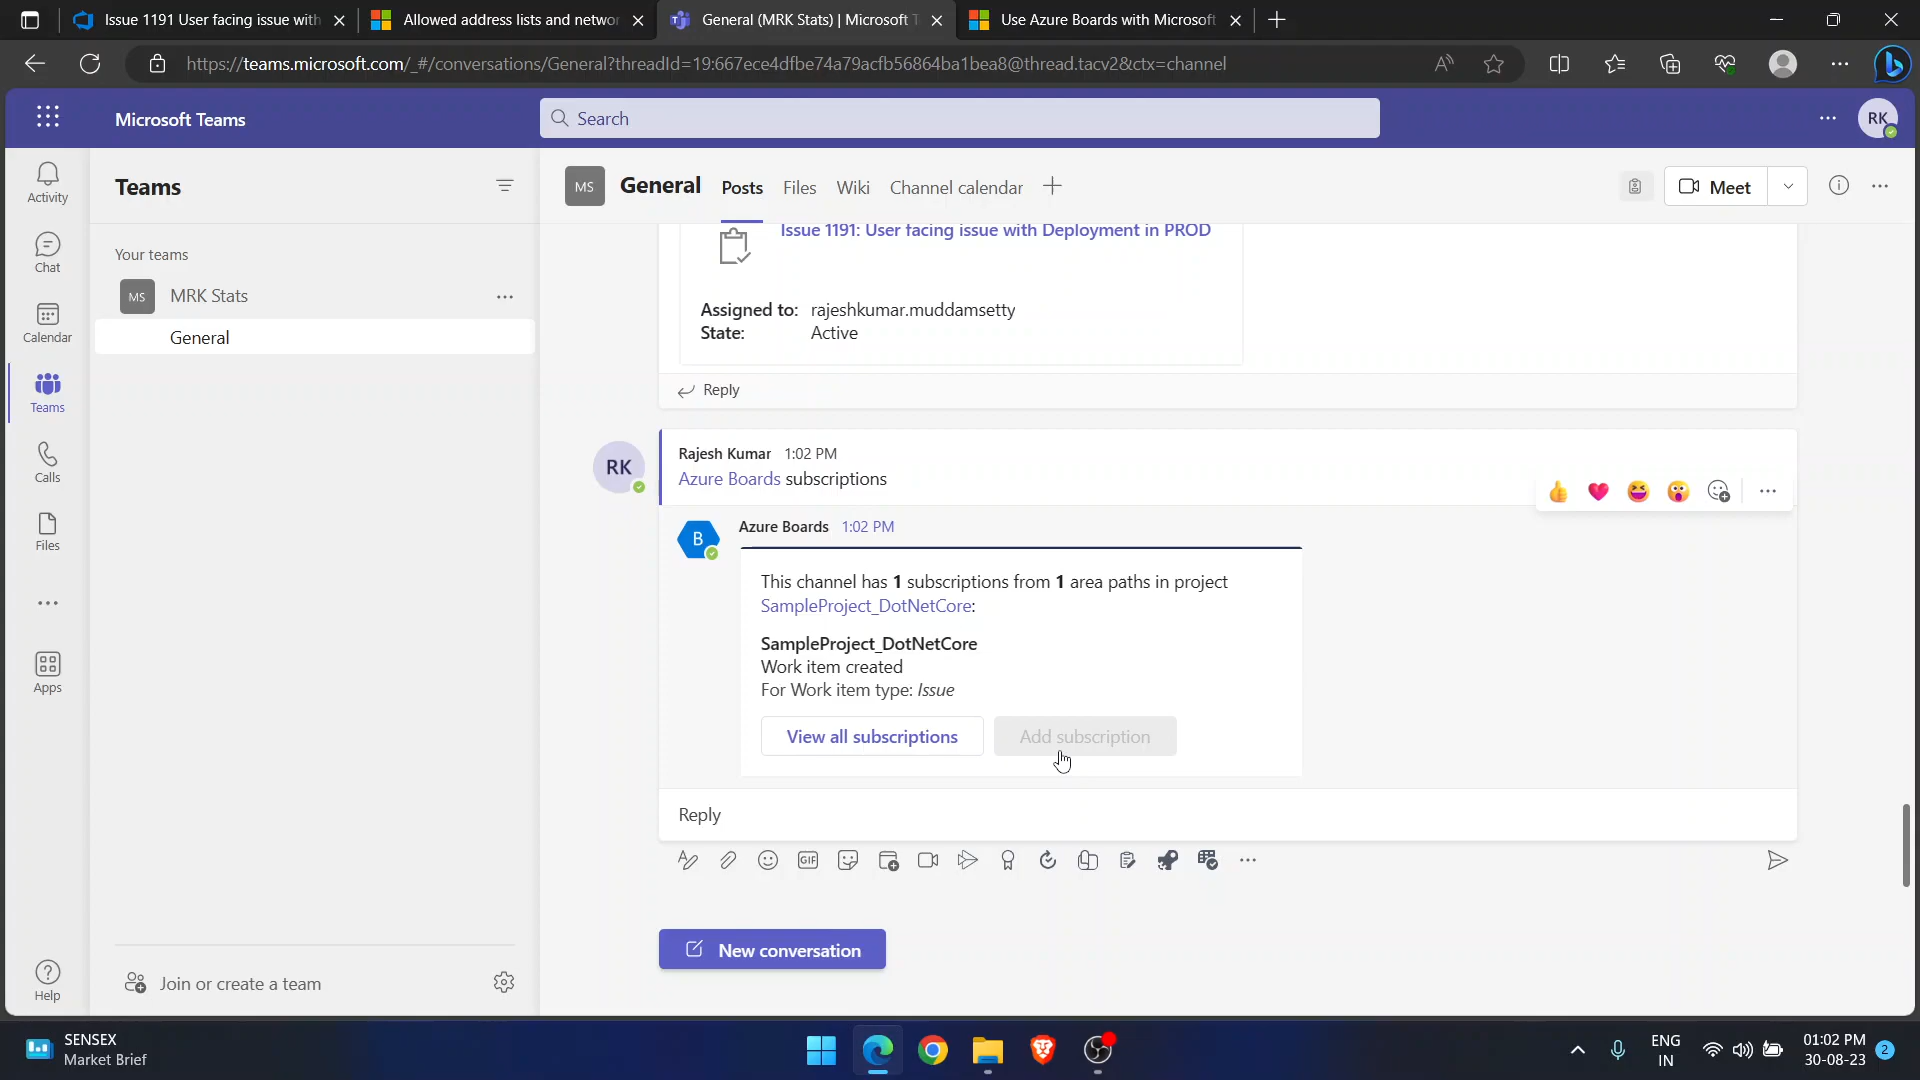 Issue 1191 User facing issue with
Allowed address lists and networ
General (MRK Stats) | Microsoft T
Use Azure Boards with Microsoft
https://teams.microsoft.com/_#/conversations/General?threadId=19:667ece4dfbe74a79acfb56864ba1bea8@thread.tacv2&ctx=channel
Microsoft Teams
Search
RK
Activity
Chat
Calendar
Teams
Calls
Files
Apps
Help
Teams
Your teams
MS
MRK Stats
General
Join or create a team
MS
General
Posts
Files
Wiki
Channel calendar
Meet
Issue 1191: User facing issue with Deployment in PROD
Assigned to: rajeshkumar.muddamsetty
State: Active
Reply
RK
Rajesh Kumar 1:02 PM
Azure Boards subscriptions
B
Azure Boards 1:02 PM
This channel has 1 subscriptions from 1 area paths in project
SampleProject_DotNetCore:
SampleProject_DotNetCore
Work item created
For Work item type: Issue
View all subscriptions
Add subscription
Reply
GIF
New conversation
SENSEX
Market Brief
ENG
IN
01:02 PM
30-08-23
2